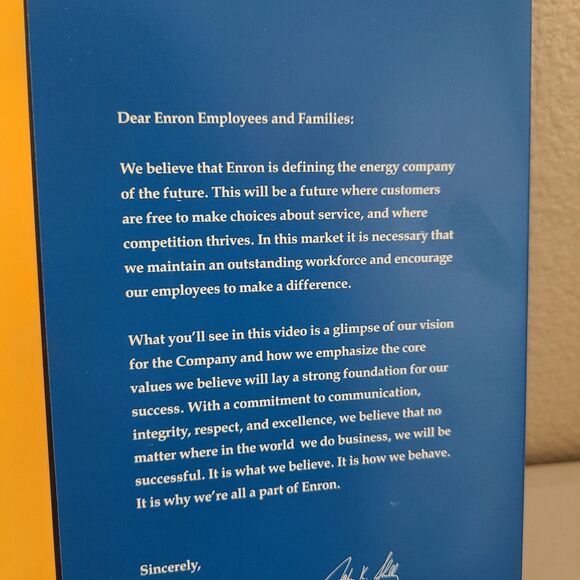 Dear Enron Employees and Families:
We believe that Enron is defining the energy company
of the future. This will be a future where customers
are free to make choices about service, and where
competition thrives. In this market it is necessary that
we maintain an outstanding workforce and encourage
our employees to make a difference.
What you'll see in this video is a glimpse of our vision
for the Company and how we emphasize the core
values we believe will lay a strong foundation for our
success. With a commitment to communication,
integrity, respect, and excellence, we believe that no
matter where in the world we do business, we will be
successful. It is what we believe. It is how we behave.
It is why we're all a part of Enron.
Sincerely,